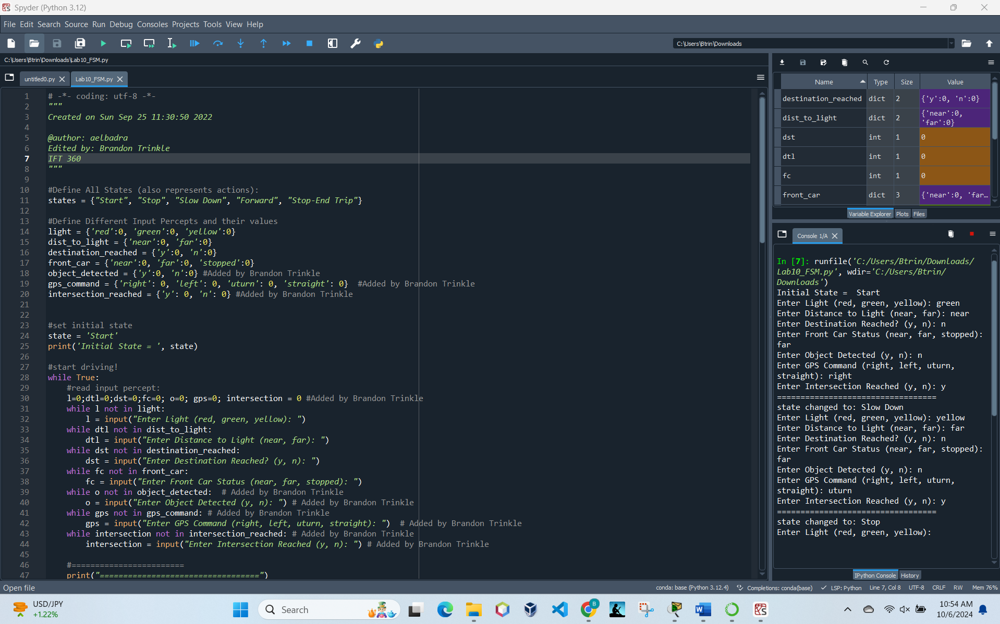 Spyder (Python 3.12)
File Edit Search Source Run Debug Consoles Projects Tools View Help
C:\Users\Btrin\Downloads
C:\Users\Btrin\Downloads\Lab10_FSM.py
untitled0.py
Lab10_FSM.py
1 # -*- coding: utf-8 -*-
2 """
3 Created on Sun Sep 25 11:30:50 2022
4
5 @author: aelbadra
6 Edited by: Brandon Trinkle
7 IFT 360
8 """
9
10 #Define All States (also represents actions):
11 states = {"Start", "Stop", "Slow Down", "Forward", "Stop-End Trip"}
12
13 #Define Different Input Percepts and their values
14 light = {'red':0, 'green':0, 'yellow':0}
15 dist_to_light = {'near':0, 'far':0}
16 destination_reached = {'y':0, 'n':0}
17 front_car = {'near':0, 'far':0, 'stopped':0}
18 object_detected = {'y':0, 'n':0} #Added by Brandon Trinkle
19 gps_command = {'right': 0, 'left': 0, 'uturn': 0, 'straight': 0}  #Added by Brandon Trinkle
20 intersection_reached = {'y': 0, 'n': 0} #Added by Brandon Trinkle
21
22
23 #set initial state
24 state = 'Start'
25 print('Initial State = ', state)
26
27 #start driving!
28 while True:
29     #read input percept:
30     l=0;dtl=0;dst=0;fc=0; o=0; gps=0; intersection = 0 #Added by Brandon Trinkle
31     while l not in light:
32         l = input("Enter Light (red, green, yellow): ")
33     while dtl not in dist_to_light:
34         dtl = input("Enter Distance to Light (near, far): ")
35     while dst not in destination_reached:
36         dst = input("Enter Destination Reached? (y, n): ")
37     while fc not in front_car:
38         fc = input("Enter Front Car Status (near, far, stopped): ")
39     while o not in object_detected:  # Added by Brandon Trinkle
40         o = input("Enter Object Detected (y, n): ") # Added by Brandon Trinkle
41     while gps not in gps_command: # Added by Brandon Trinkle
42         gps = input("Enter GPS Command (right, left, uturn, straight): ")  # Added by Brandon Trinkle
43     while intersection not in intersection_reached: # Added by Brandon Trinkle
44         intersection = input("Enter Intersection Reached (y, n): ") # Added by Brandon Trinkle
45
46     #========================
47     print("==================================")
Name Type Size Value
destination_reached dict 2 {'y':0, 'n':0}
dist_to_light dict 2 {'near':0,
'far':0}
dst int 1 0
dtl int 1 0
fc int 1 0
front_car dict 3 {'near':0, 'far…
Variable Explorer Plots Files
Console 1/A
In [7]: runfile('C:/Users/Btrin/Downloads/
Lab10_FSM.py', wdir='C:/Users/Btrin/
Downloads')
Initial State =  Start
Enter Light (red, green, yellow): green
Enter Distance to Light (near, far): near
Enter Destination Reached? (y, n): n
Enter Front Car Status (near, far, stopped):
far
Enter Object Detected (y, n): n
Enter GPS Command (right, left, uturn,
straight): right
Enter Intersection Reached (y, n): y
==================================
state changed to: Slow Down
Enter Light (red, green, yellow): yellow
Enter Distance to Light (near, far): far
Enter Destination Reached? (y, n): n
Enter Front Car Status (near, far, stopped):
far
Enter Object Detected (y, n): n
Enter GPS Command (right, left, uturn,
straight): uturn
Enter Intersection Reached (y, n): y
==================================
state changed to: Stop
Enter Light (red, green, yellow):
IPython Console History
Open file
conda: base (Python 3.12.4) Completions: conda(base) LSP: Python Line 7, Col 8 UTF-8 CRLF RW Mem 76%
USD/JPY
+1.22%
Search
B
10:54 AM
10/6/2024